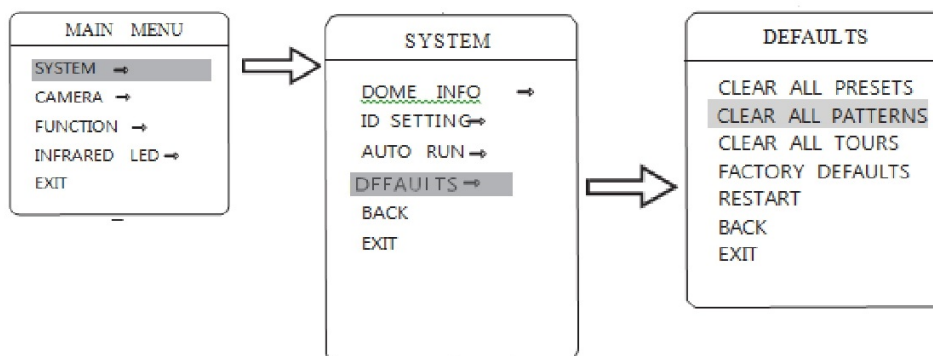 MAIN MENU
SYSTEM ⇒
CAMERA ⇒
FUNCTION ⇒
INFRARED LED⇒
EXIT
SYSTEM
DOME INFO ⇒
ID SETTING⇒
AUTO RUN⇒
DFFAULTS⇒
BACK
EXIT
DEFAULTS
CLEAR ALL PRESETS
CLEAR ALL PATTERNS
CLEAR ALL TOURS
FACTORY DEFAULTS
RESTART
BACK
EXIT